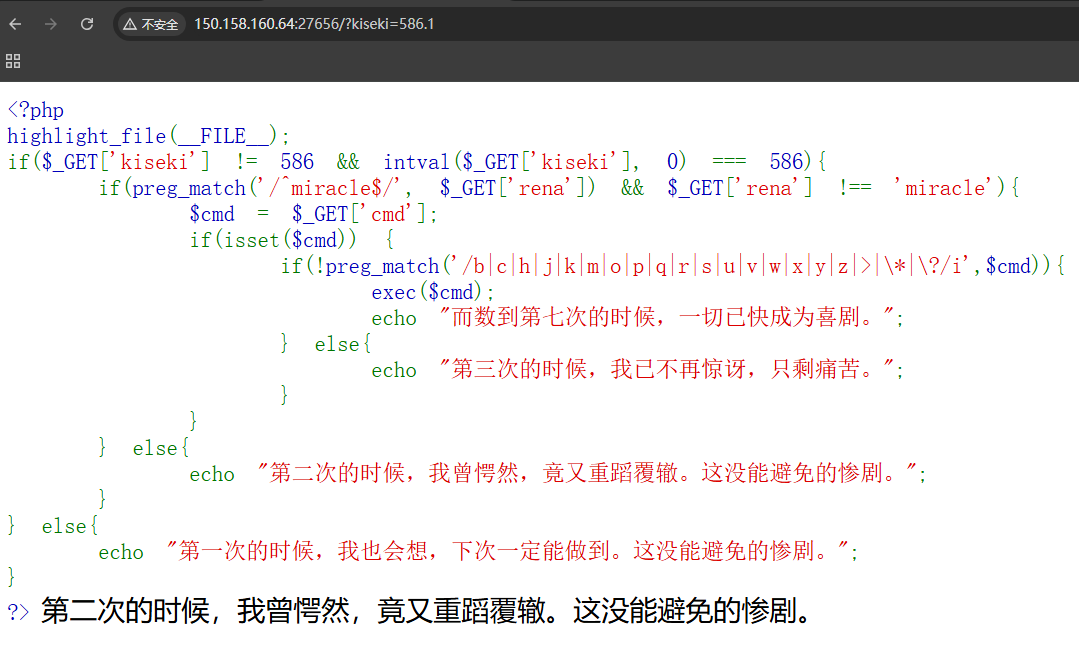 不安全 150.158.160.64:27656/?kiseki=586.1
<?php
highlight_file(__FILE__);
if($_GET['kiseki'] != 586 && intval($_GET['kiseki'], 0) === 586){
if(preg_match('/^miracle$/', $_GET['rena']) && $_GET['rena'] !== 'miracle'){
$cmd = $_GET['cmd'];
if(isset($cmd)) {
if(!preg_match('/b|c|h|j|k|m|o|p|q|r|s|u|v|w|x|y|z|>|\*|\?/i',$cmd)){
exec($cmd);
echo "而数到第七次的时候，一切已快成为喜剧。";
} else{
echo "第三次的时候，我已不再惊讶，只剩痛苦。";
}
}
} else{
echo "第二次的时候，我曾愕然，竟又重蹈覆辙。这没能避免的惨剧。";
}
} else{
echo "第一次的时候，我也会想，下次一定能做到。这没能避免的惨剧。";
}
?> 第二次的时候，我曾愕然，竟又重蹈覆辙。这没能避免的惨剧。